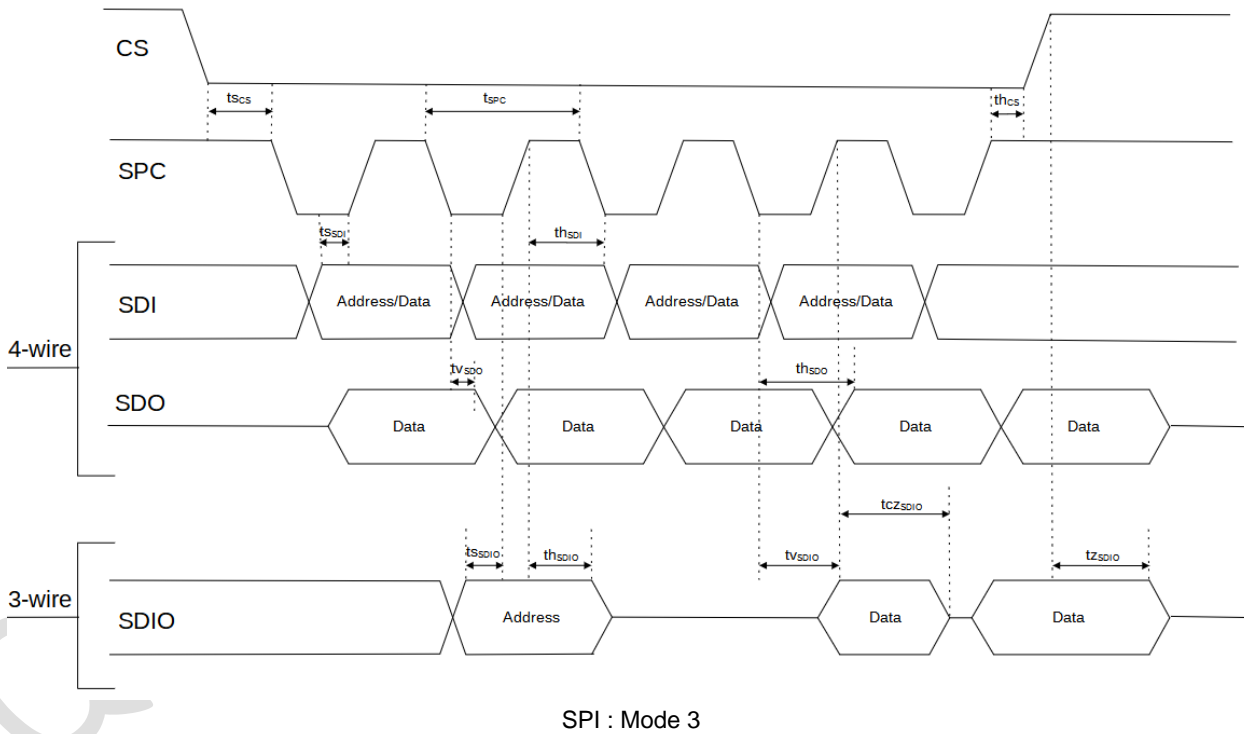 CS
tsCS
tSPC
thCS
SPC
tsSDI
thSDI
SDI
Address/Data
Address/Data
Address/Data
Address/Data
4-wire
tvSDO
thSDO
SDO
Data
Data
Data
Data
Data
tczSDIO
tsSDIO
thSDIO
tvSDIO
tzSDIO
3-wire
SDIO
Address
Data
Data
SPI : Mode 3